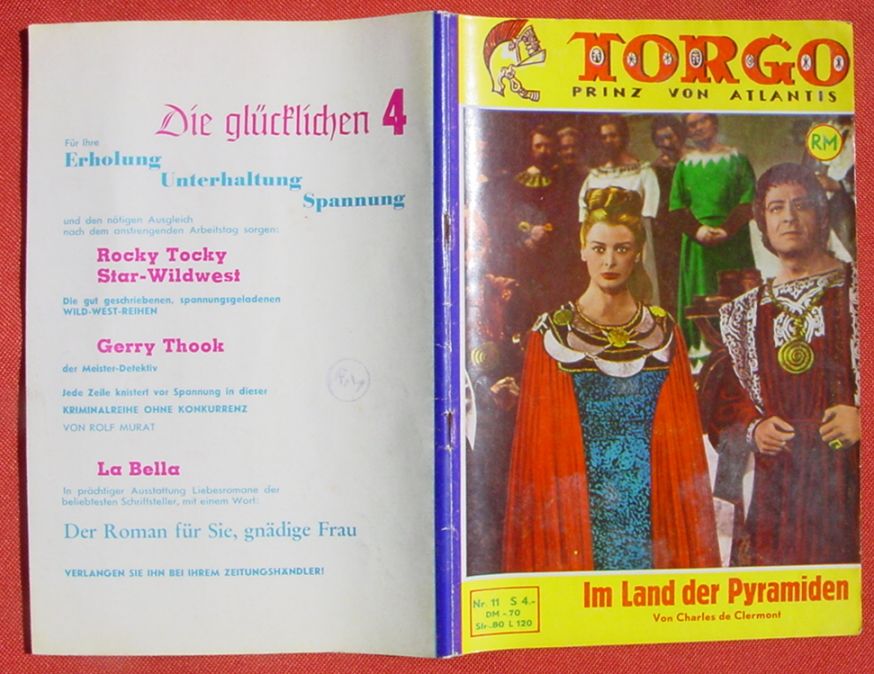 Die glücklichen 4
Für Ihre
Erholung
Unterhaltung
Spannung
und den nötigen Ausgleich
nach dem anstrengenden Arbeitstag sorgen:
Rocky Tocky
Star-Wildwest
Die gut geschriebenen, spannungsgeladenen
WILD-WEST-REIHEN
Gerry Thook
der Meister-Detektiv
Jede Zeile knistert vor Spannung in dieser
KRIMINALREIHE OHNE KONKURRENZ
VON ROLF MURAT
La Bella
In prächtiger Ausstattung Liebesromane der
beliebtesten Schriftsteller, mit einem Wort:
Der Roman für Sie, gnädige Frau
VERLANGEN SIE IHN BEI IHREM ZEITUNGSHÄNDLER!
TORGO
PRINZ VON ATLANTIS
RM
Im Land der Pyramiden
Von Charles de Clermont
Nr. 11 S 4.-
DM -70
Sfr.-.80 L 120